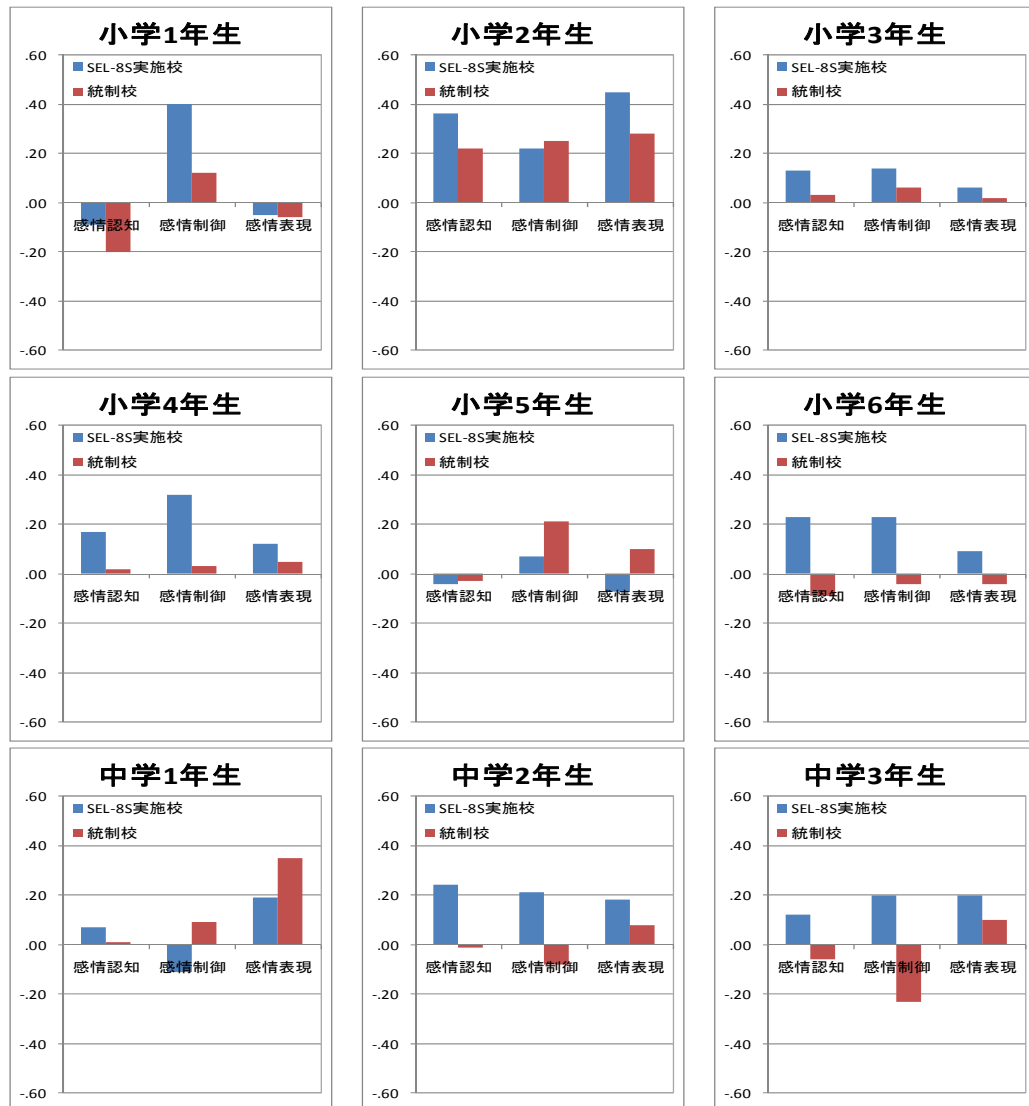 小学1年生
.60
.40
.20
.00
-.20
-.40
-.60
SEL-8S実施校
統制校
感情認知 感情制御 感情表現
小学2年生
.60
.40
.20
.00
-.20
-.40
-.60
SEL-8S実施校
統制校
感情認知 感情制御 感情表現
小学3年生
.60
.40
.20
.00
-.20
-.40
-.60
SEL-8S実施校
統制校
感情認知 感情制御 感情表現
小学4年生
.60
.40
.20
.00
-.20
-.40
-.60
SEL-8S実施校
統制校
感情認知 感情制御 感情表現
小学5年生
.60
.40
.20
.00
-.20
-.40
-.60
SEL-8S実施校
統制校
感情認知 感情制御 感情表現
小学6年生
.60
.40
.20
.00
-.20
-.40
-.60
SEL-8S実施校
統制校
感情認知 感情制御 感情表現
中学1年生
.60
.40
.20
.00
-.20
-.40
-.60
SEL-8S実施校
統制校
感情認知 感情制御 感情表現
中学2年生
.60
.40
.20
.00
-.20
-.40
-.60
SEL-8S実施校
統制校
感情認知 感情制御 感情表現
中学3年生
.60
.40
.20
.00
-.20
-.40
-.60
SEL-8S実施校
統制校
感情認知 感情制御 感情表現